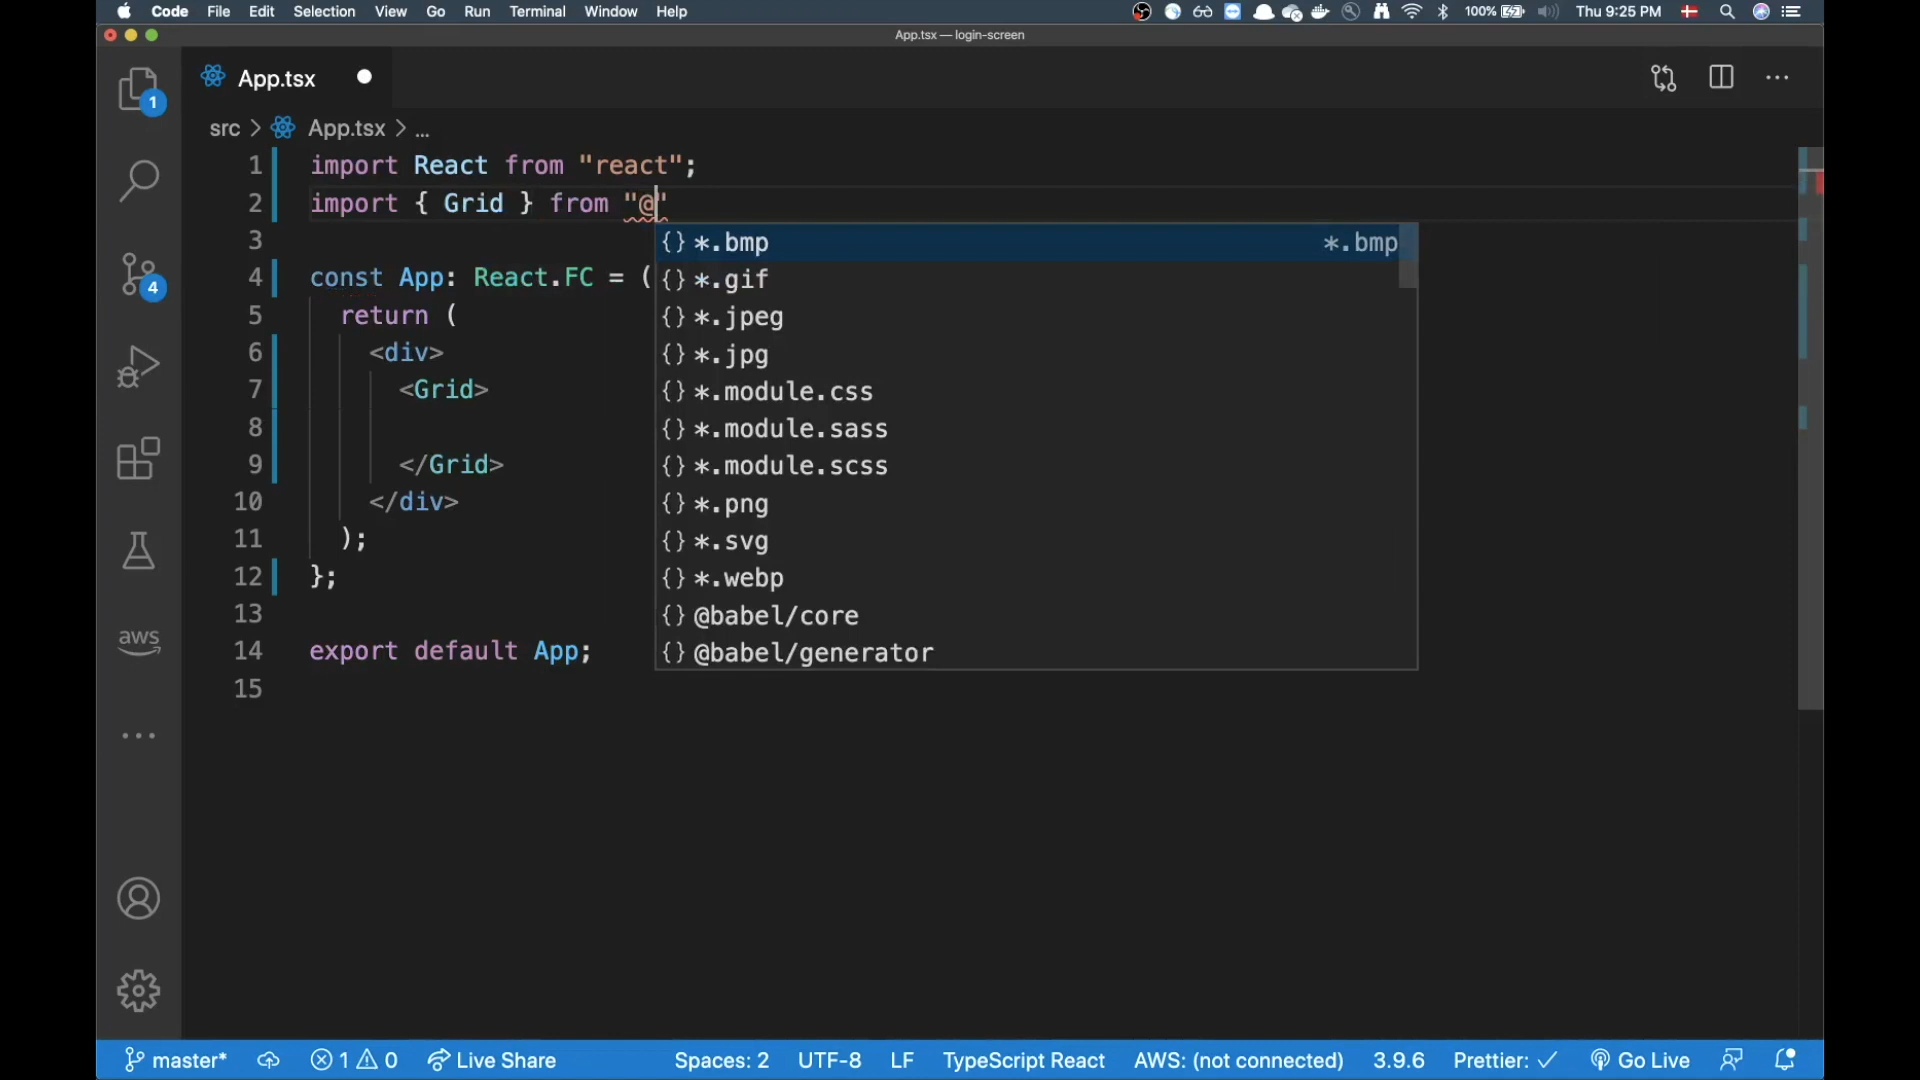 Code File Edit Selection View Go Run Terminal Window Help 100% Thu 9:25 PM
App.tsx — login-screen
App.tsx
src > App.tsx > ...
1 import React from "react";
2 import { Grid } from "@"
3
4 const App: React.FC = (
5 return (
6 <div>
7 <Grid>
8
9 </Grid>
10 </div>
11 );
12 };
13
14 export default App;
15
{} *.bmp *.bmp
{} *.gif
{} *.jpeg
{} *.jpg
{} *.module.css
{} *.module.sass
{} *.module.scss
{} *.png
{} *.svg
{} *.webp
{} @babel/core
{} @babel/generator
1
4
aws
master* 1 0 Live Share Spaces: 2 UTF-8 LF TypeScript React AWS: (not connected) 3.9.6 Prettier: ✓ Go Live